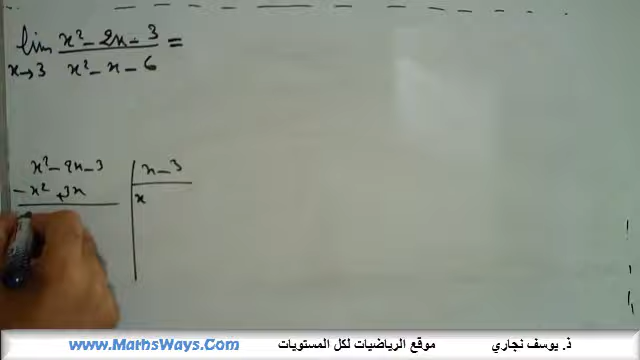 lim x² - 2x - 3 =
x→3 x² - x - 6
x² - 2x - 3 | x - 3
- x² + 3x | x
www.MathsWays.Com موقع الرياضيات لكل المستويات ذ. يوسف نجاري